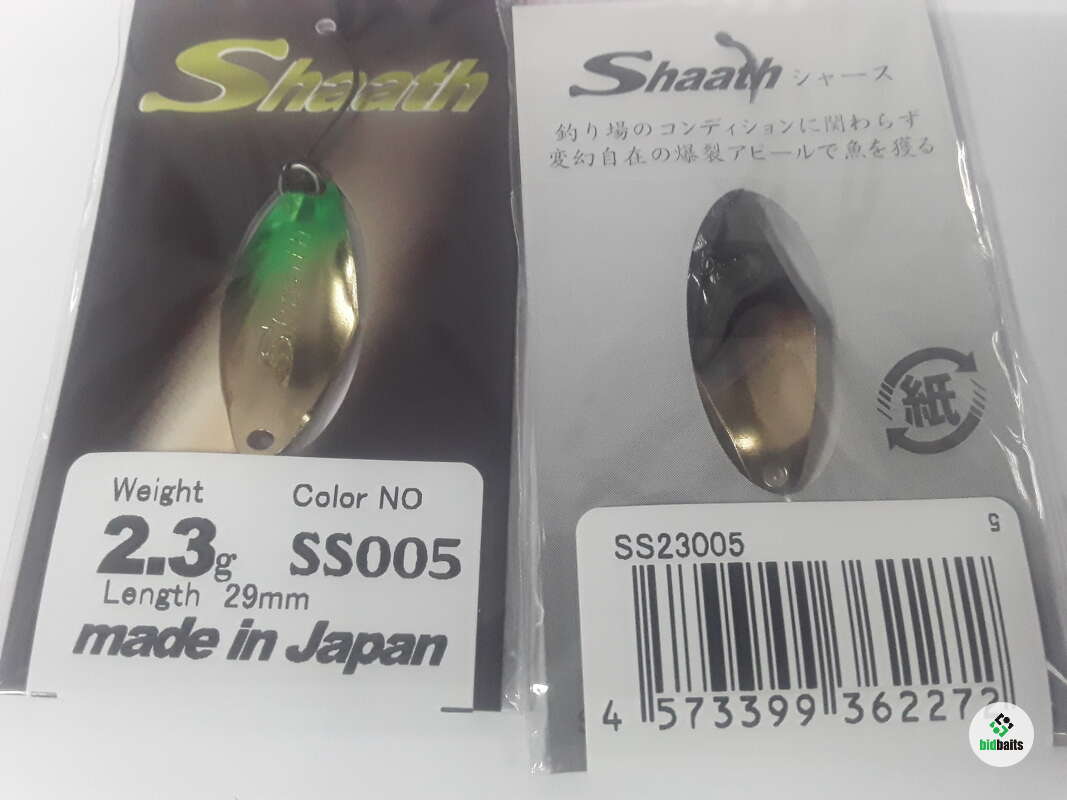 Shaath
Shaath
Weight
Color NO
2.3g
SS005
Length 29mm
made in Japan
Shaath シャース
釣り場のコンディションに関わらず
変幻自在の爆裂アピールで魚を獲る
紙
SS23005
5
4 573399 362272
bidbaits